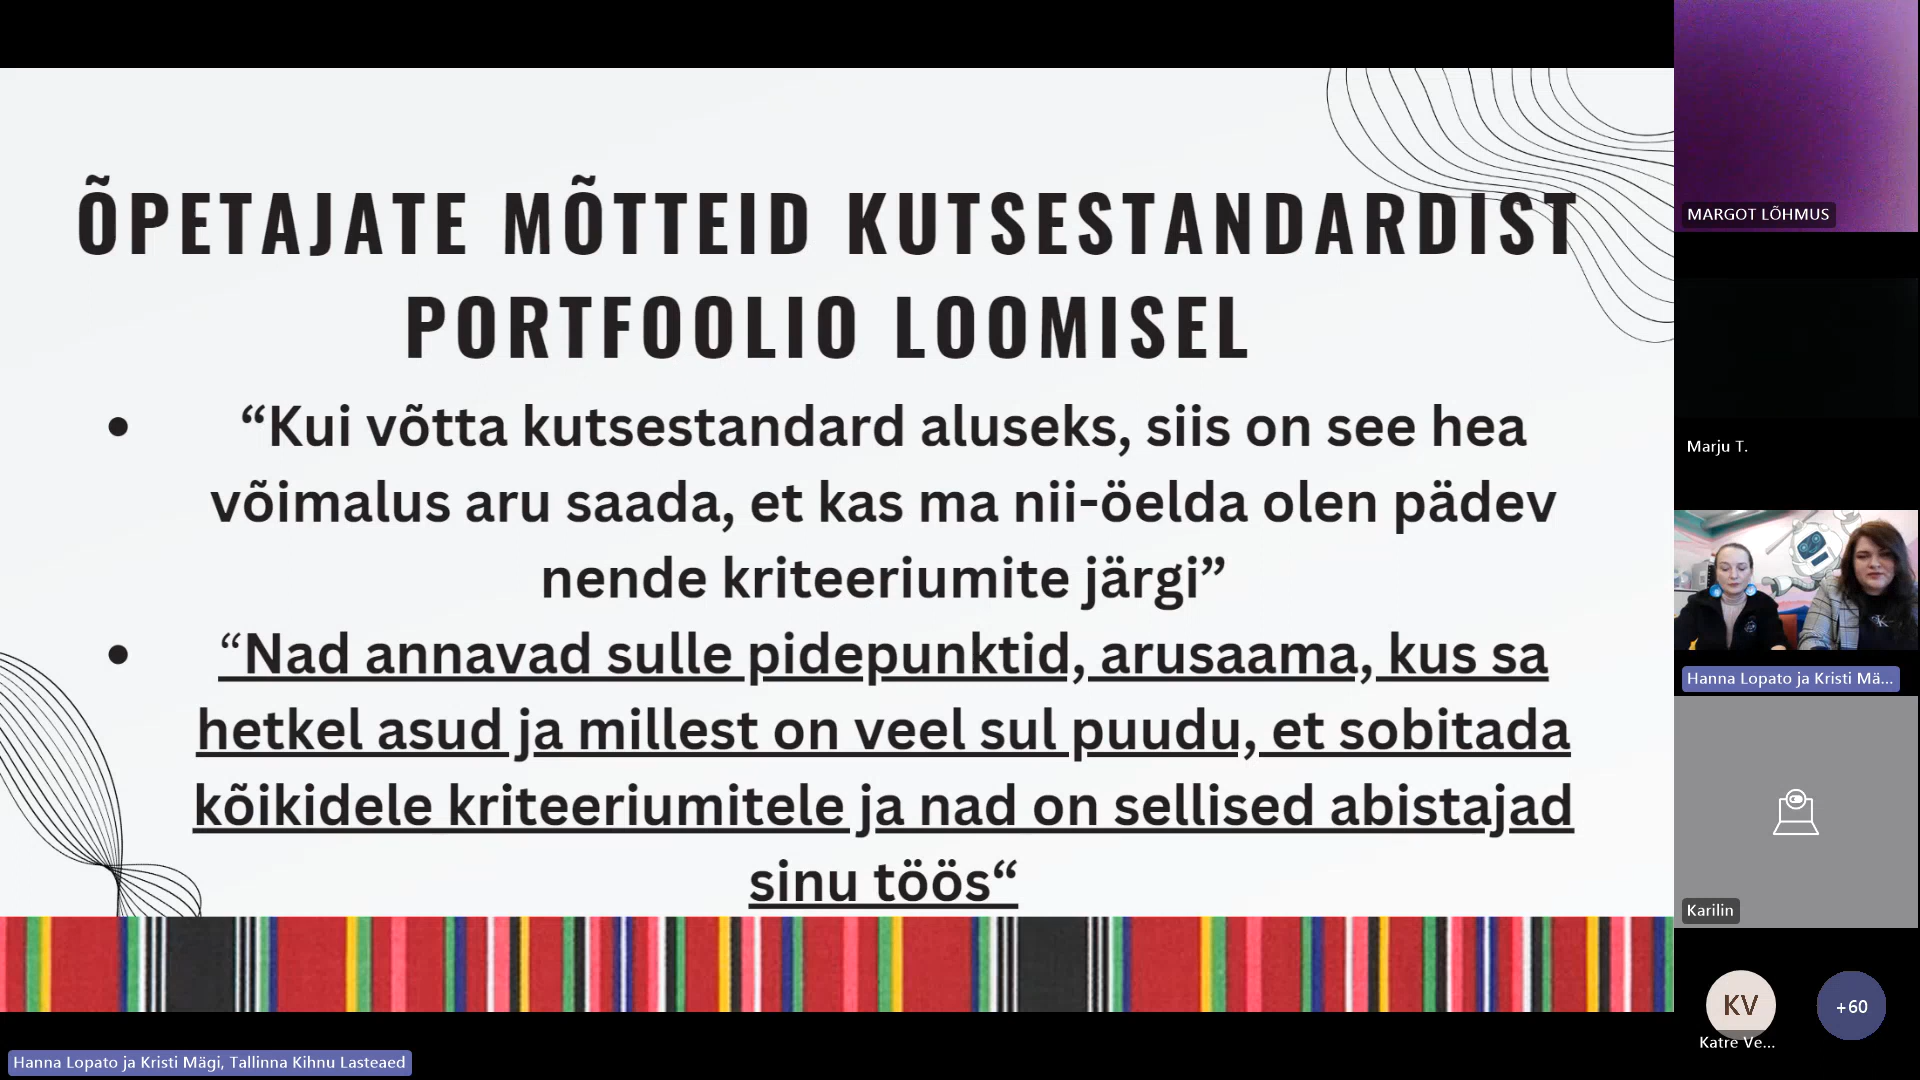 ÕPETAJATE MÕTTEID KUTSESTANDARDIST
PORTFOOLIO LOOMISEL
“Kui võtta kutsestandard aluseks, siis on see hea
võimalus aru saada, et kas ma nii-öelda olen pädev
nende kriteeriumite järgi”
“Nad annavad sulle pidepunktid, arusaama, kus sa
hetkel asud ja millest on veel sul puudu, et sobitada
kõikidele kriteeriumitele ja nad on sellised abistajad
sinu töös“
Hanna Lopato ja Kristi Mägi, Tallinna Kihnu Lasteaed
MARGOT LÕHMUS
Marju T.
Hanna Lopato ja Kristi Mä...
Karilin
KV
Katre Ve...
+60